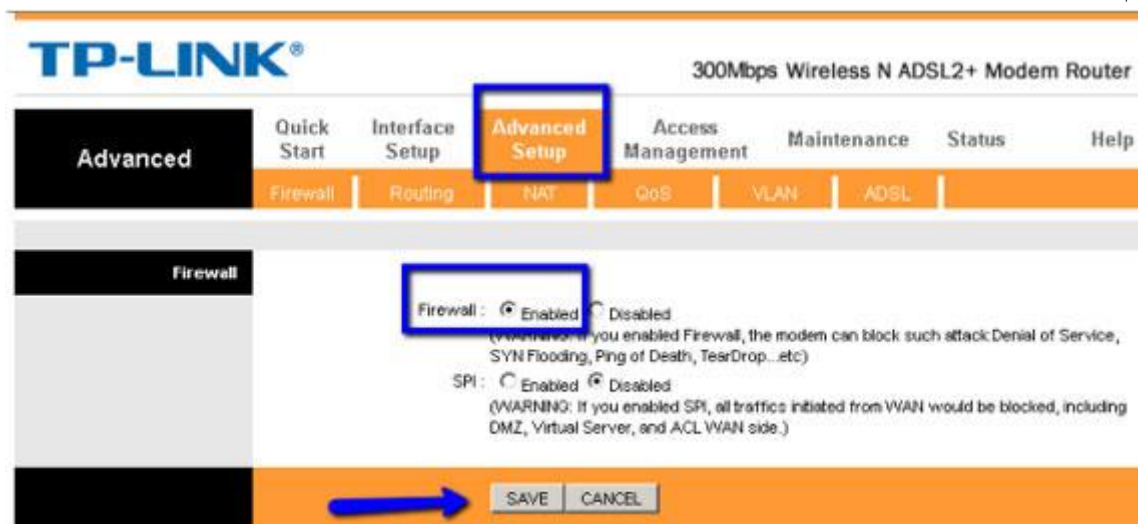 TP-LINK®
300Mbps Wireless N ADSL2+ Modem Router
Advanced
Quick Start
Interface Setup
Advanced Setup
Access Management
Maintenance
Status
Help
Firewall
Routing
NAT
QoS
VLAN
ADSL
Firewall
Firewall : Enabled Disabled
(WARNING: If you enabled Firewall, the modem can block such attack:Denial of Service,
SYN Flooding, Ping of Death, TearDrop...etc)
SPI : Enabled Disabled
(WARNING: If you enabled SPI, all traffics initiated from WAN would be blocked, including
DMZ, Virtual Server, and ACL WAN side.)
SAVE
CANCEL